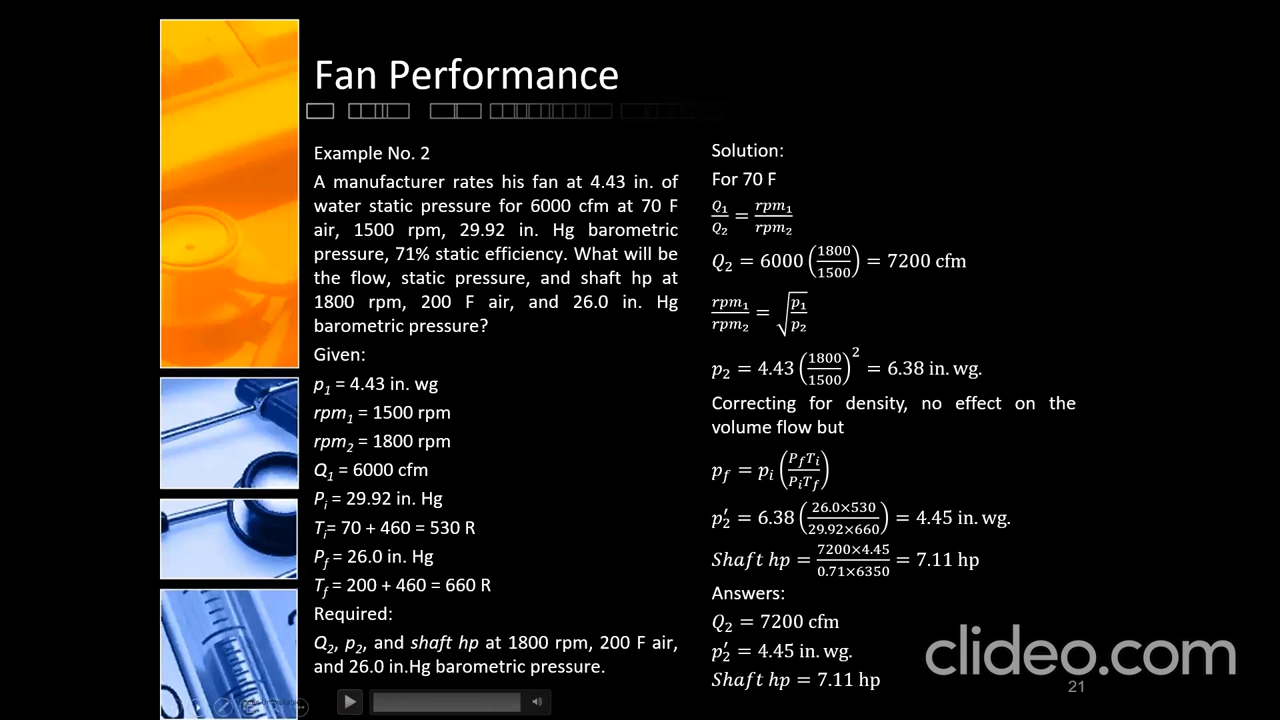 Fan Performance
Example No. 2
A manufacturer rates his fan at 4.43 in. of
water static pressure for 6000 cfm at 70 F
air, 1500 rpm, 29.92 in. Hg barometric
pressure, 71% static efficiency. What will be
the flow, static pressure, and shaft hp at
1800 rpm, 200 F air, and 26.0 in. Hg
barometric pressure?
Given:
p₁ = 4.43 in. wg
rpm₁ = 1500 rpm
rpm₂ = 1800 rpm
Q₁ = 6000 cfm
Pᵢ = 29.92 in. Hg
Tᵢ= 70 + 460 = 530 R
P_f = 26.0 in. Hg
T_f = 200 + 460 = 660 R
Required:
Q₂, p₂, and shaft hp at 1800 rpm, 200 F air,
and 26.0 in.Hg barometric pressure.
Solution:
For 70 F
Q₁/Q₂ = rpm₁/rpm₂
Q₂ = 6000 (1800/1500) = 7200 cfm
rpm₁/rpm₂ = √(p₁/p₂)
p₂ = 4.43 (1800/1500)² = 6.38 in. wg.
Correcting for density, no effect on the
volume flow but
p_f = pᵢ (P_f Tᵢ/Pᵢ T_f)
p₂′ = 6.38 (26.0×530/29.92×660) = 4.45 in. wg.
Shaft hp = 7200×4.45/0.71×6350 = 7.11 hp
Answers:
Q₂ = 7200 cfm
p₂′ = 4.45 in. wg.
Shaft hp = 7.11 hp
clideo.com
21